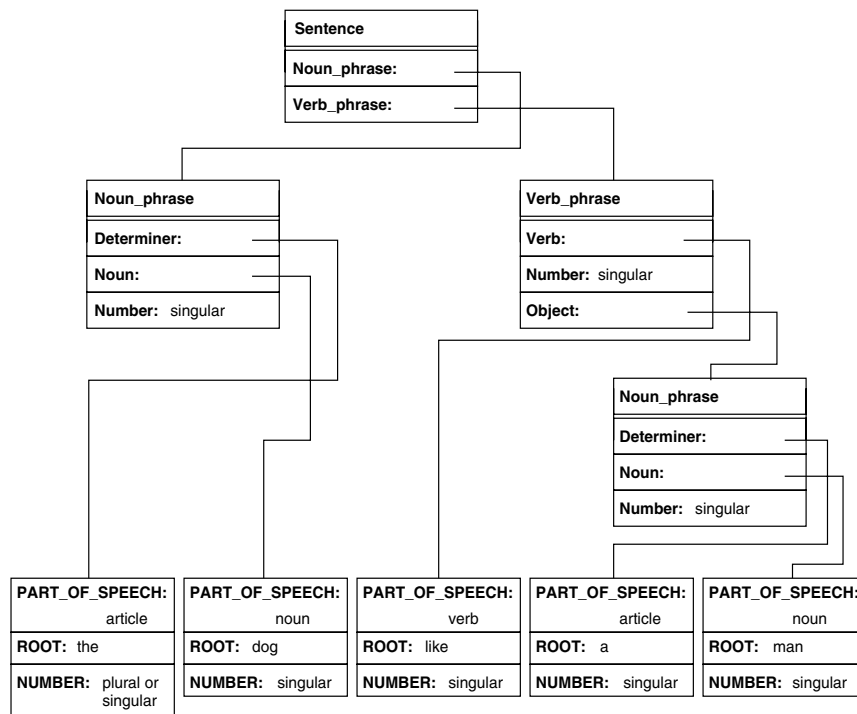 Sentence
Noun_phrase:
Verb_phrase:
Noun_phrase
Determiner:
Noun:
Number: singular
Verb_phrase
Verb:
Number: singular
Object:
Noun_phrase
Determiner:
Noun:
Number: singular
PART_OF_SPEECH:
article
ROOT: the
NUMBER: plural or
singular
PART_OF_SPEECH:
noun
ROOT: dog
NUMBER: singular
PART_OF_SPEECH:
verb
ROOT: like
NUMBER: singular
PART_OF_SPEECH:
article
ROOT: a
NUMBER: singular
PART_OF_SPEECH:
noun
ROOT: man
NUMBER: singular